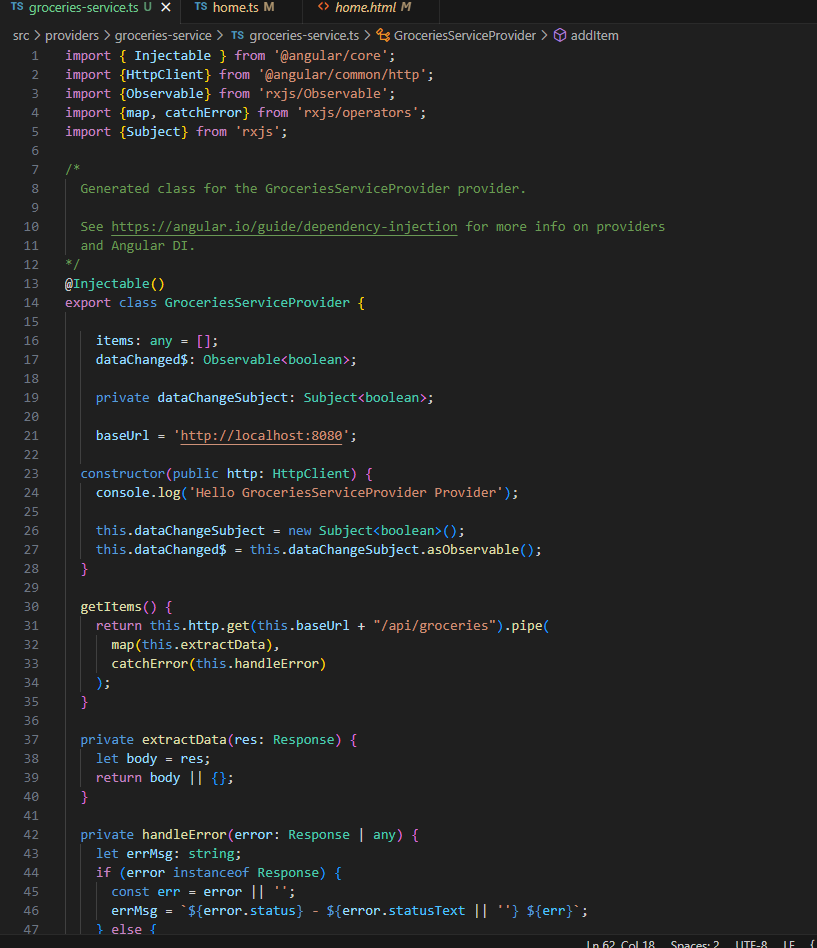 TS groceries-service.ts U × TS home.ts M <> home.html M
src > providers > groceries-service > TS groceries-service.ts > GroceriesServiceProvider > addItem
1 import { Injectable } from '@angular/core';
2 import {HttpClient} from '@angular/common/http';
3 import {Observable} from 'rxjs/Observable';
4 import {map, catchError} from 'rxjs/operators';
5 import {Subject} from 'rxjs';
6
7 /*
8 Generated class for the GroceriesServiceProvider provider.
9
10 See https://angular.io/guide/dependency-injection for more info on providers
11 and Angular DI.
12 */
13 @Injectable()
14 export class GroceriesServiceProvider {
15
16 items: any = [];
17 dataChanged$: Observable<boolean>;
18
19 private dataChangeSubject: Subject<boolean>;
20
21 baseUrl = 'http://localhost:8080';
22
23 constructor(public http: HttpClient) {
24 console.log('Hello GroceriesServiceProvider Provider');
25
26 this.dataChangeSubject = new Subject<boolean>();
27 this.dataChanged$ = this.dataChangeSubject.asObservable();
28 }
29
30 getItems() {
31 return this.http.get(this.baseUrl + "/api/groceries").pipe(
32 map(this.extractData),
33 catchError(this.handleError)
34 );
35 }
36
37 private extractData(res: Response) {
38 let body = res;
39 return body || {};
40 }
41
42 private handleError(error: Response | any) {
43 let errMsg: string;
44 if (error instanceof Response) {
45 const err = error || '';
46 errMsg = `${error.status} - ${error.statusText || ''} ${err}`;
47 } else {
Ln 62, Col 18 Spaces: 2 UTF-8 LF {